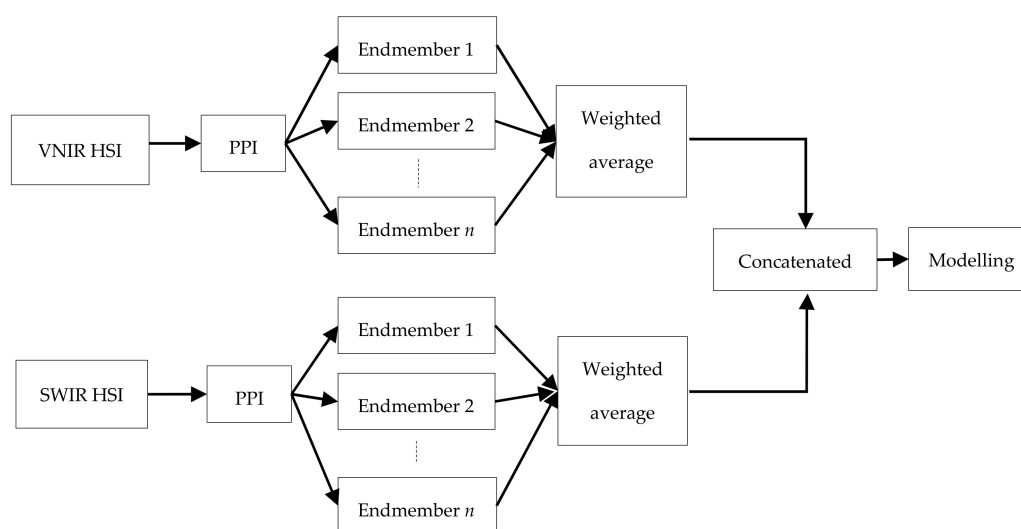 VNIR HSI
PPI
Endmember 1
Endmember 2
Endmember n
Weighted
average
SWIR HSI
PPI
Endmember 1
Endmember 2
Endmember n
Weighted
average
Concatenated
Modelling